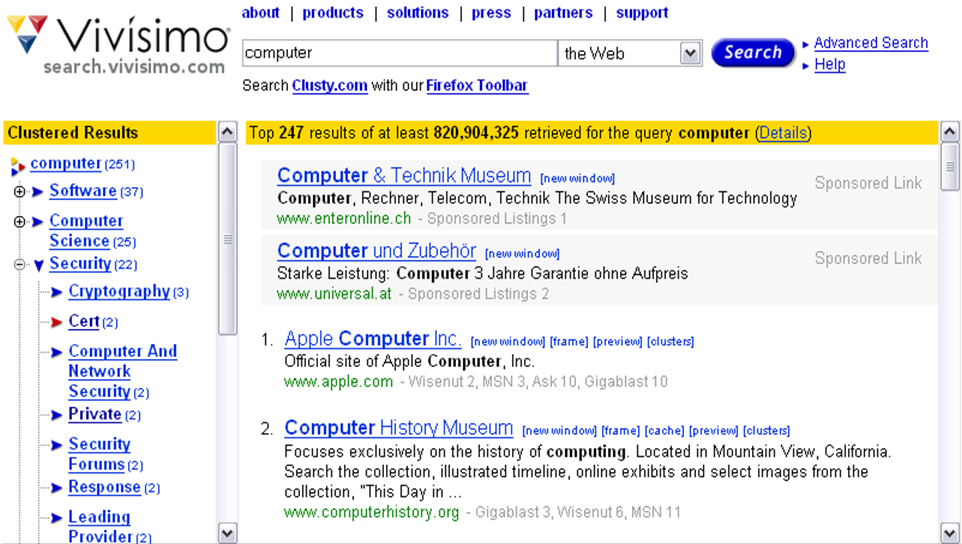 about | products | solutions | press | partners | support
Vivísimo
search.vivisimo.com
computer the Web Search
Advanced Search
Help
Search Clusty.com with our Firefox Toolbar
Clustered Results
computer (251)
Software (37)
Computer
Science (25)
Security (22)
Cryptography (3)
Cert (2)
Computer And
Network
Security (2)
Private (2)
Security
Forums (2)
Response (2)
Leading
Provider (2)
Top 247 results of at least 820,904,325 retrieved for the query computer (Details)
Computer & Technik Museum [new window] Sponsored Link
Computer, Rechner, Telecom, Technik The Swiss Museum for Technology
www.enteronline.ch - Sponsored Listings 1
Computer und Zubehör [new window] Sponsored Link
Starke Leistung: Computer 3 Jahre Garantie ohne Aufpreis
www.universal.at - Sponsored Listings 2
1. Apple Computer Inc. [new window] [frame] [preview] [clusters]
Official site of Apple Computer, Inc.
www.apple.com - Wisenut 2, MSN 3, Ask 10, Gigablast 10
2. Computer History Museum [new window] [frame] [cache] [preview] [clusters]
Focuses exclusively on the history of computing. Located in Mountain View, California.
Search the collection, illustrated timeline, online exhibits and select images from the
collection, "This Day in ...
www.computerhistory.org - Gigablast 3, Wisenut 6, MSN 11